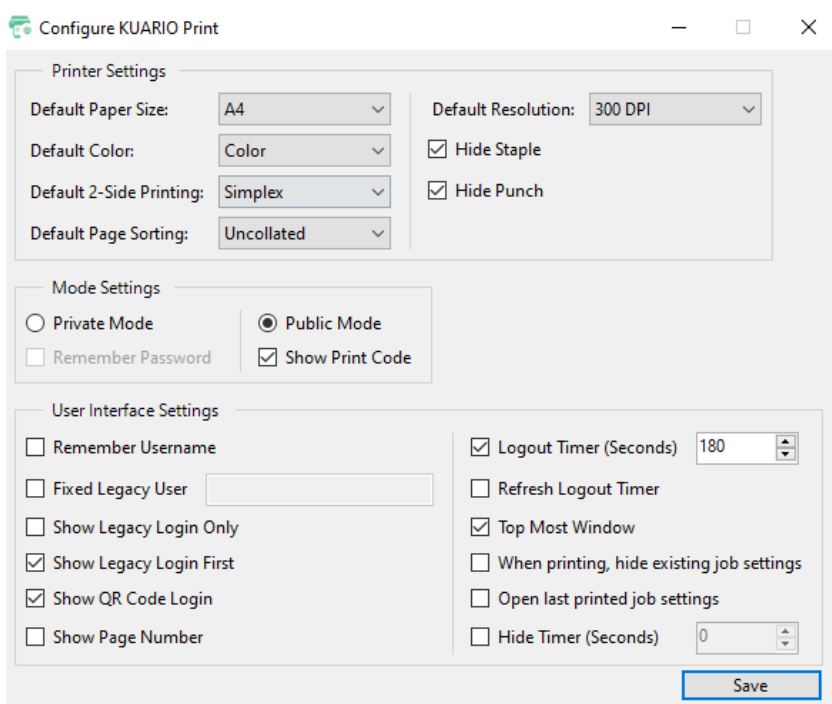 Configure KUARIO Print
Printer Settings
Default Paper Size: A4
Default Resolution: 300 DPI
Default Color: Color
Hide Staple
Default 2-Side Printing: Simplex
Hide Punch
Default Page Sorting: Uncollated
Mode Settings
Private Mode
Public Mode
Remember Password
Show Print Code
User Interface Settings
Remember Username
Logout Timer (Seconds) 180
Fixed Legacy User
Refresh Logout Timer
Show Legacy Login Only
Top Most Window
Show Legacy Login First
When printing, hide existing job settings
Show QR Code Login
Open last printed job settings
Show Page Number
Hide Timer (Seconds) 0
Save